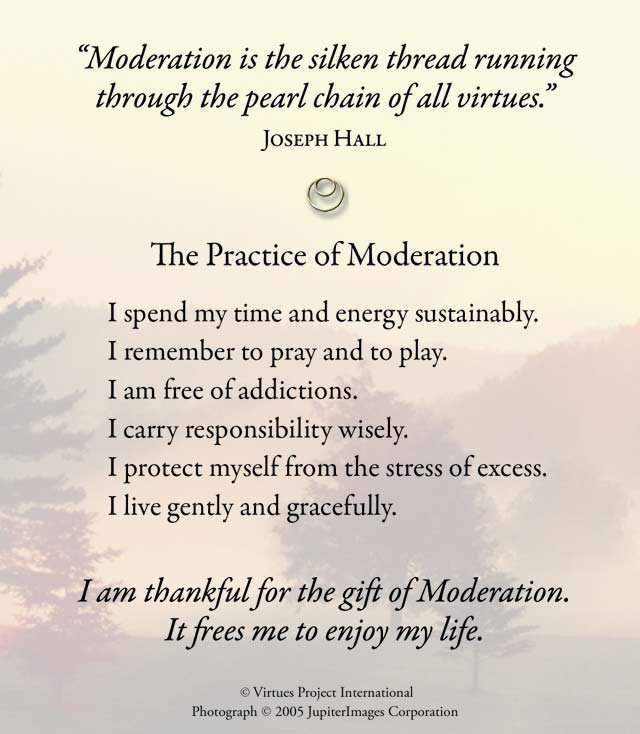 “Moderation is the silken thread running
through the pearl chain of all virtues.”
Joseph Hall
The Practice of Moderation
I spend my time and energy sustainably.
I remember to pray and to play.
I am free of addictions.
I carry responsibility wisely.
I protect myself from the stress of excess.
I live gently and gracefully.
I am thankful for the gift of Moderation.
It frees me to enjoy my life.
© Virtues Project International
Photograph © 2005 JupiterImages Corporation